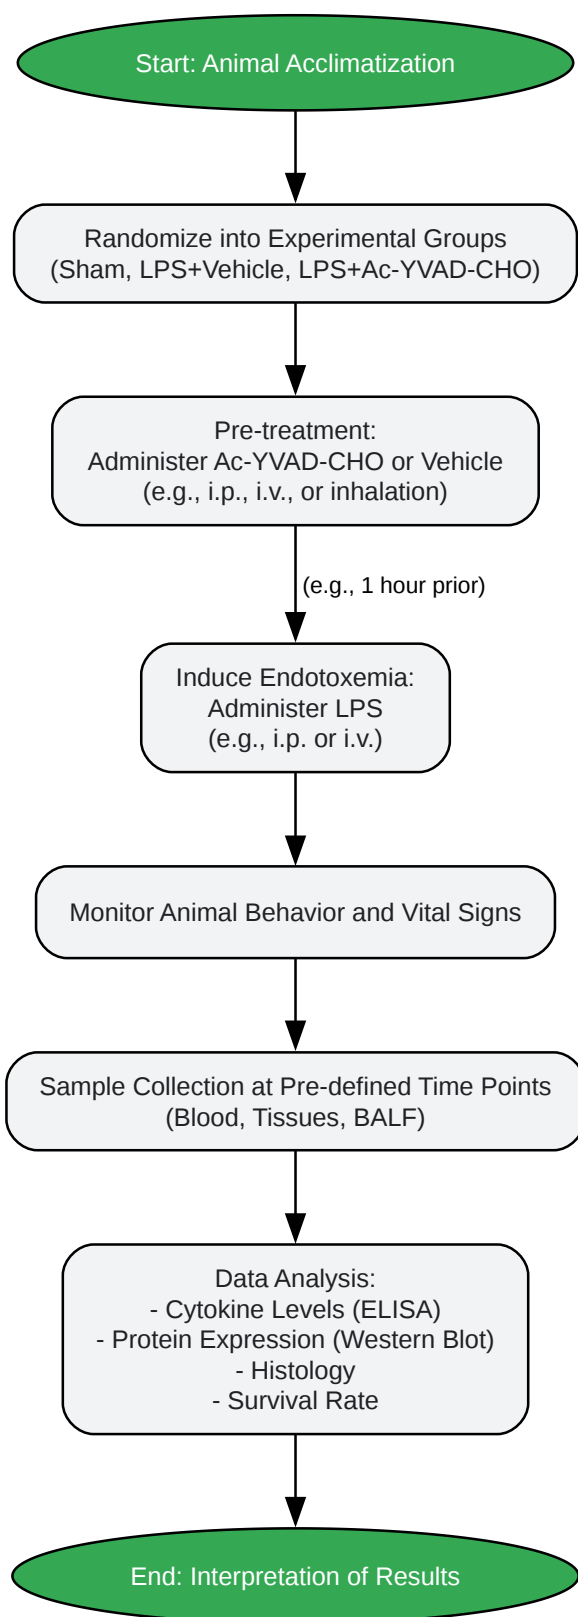 Start: Animal Acclimatization
Randomize into Experimental Groups
(Sham, LPS+Vehicle, LPS+Ac-YVAD-CHO)
Pre-treatment:
Administer Ac-YVAD-CHO or Vehicle
(e.g., i.p., i.v., or inhalation)
(e.g., 1 hour prior)
Induce Endotoxemia:
Administer LPS
(e.g., i.p. or i.v.)
Monitor Animal Behavior and Vital Signs
Sample Collection at Pre-defined Time Points
(Blood, Tissues, BALF)
Data Analysis:
- Cytokine Levels (ELISA)
- Protein Expression (Western Blot)
- Histology
- Survival Rate
End: Interpretation of Results